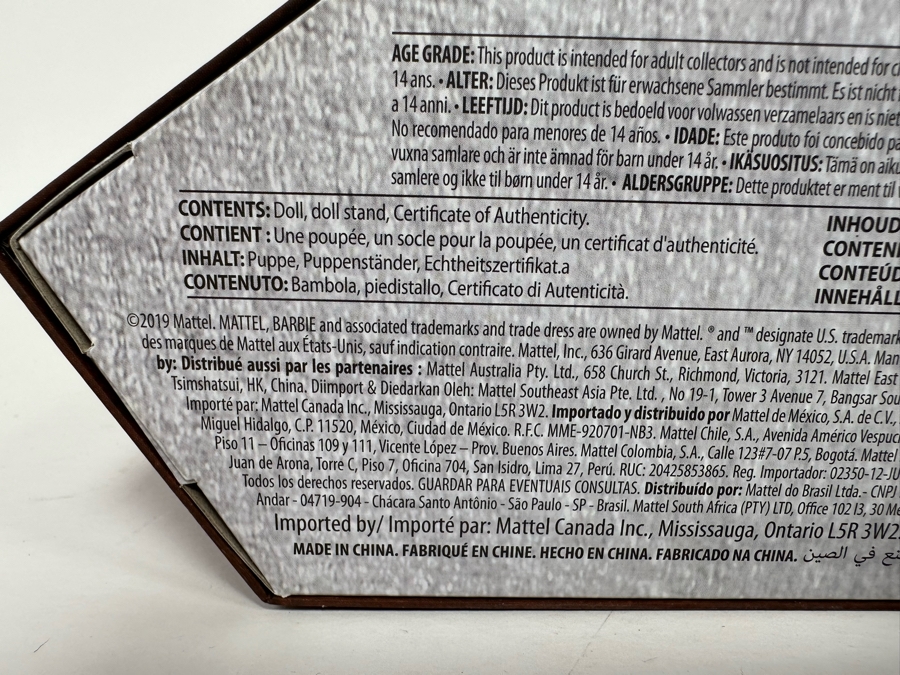 AGE GRADE: This product is intended for adult collectors and is not intended for
14 ans. • ALTER: Dieses Produkt ist für erwachsene Sammler bestimmt. Es ist nicht
a 14 anni. • LEEFTIJD: Dit product is bedoeld voor volwassen verzamelaars en is niet
No recomendado para menores de 14 años. • IDADE: Este produto foi concebido
vuxna samlare och är inte ämnad för barn under 14 år. • IKÄSUOSITUS: Tämä on
samlere og ikke til børn under 14 år. • ALDERSGRUPPE: Dette produktet er ment til
CONTENTS: Doll, doll stand, Certificate of Authenticity.
CONTIENT : Une poupée, un socle pour la poupée, un certificat d'authenticité.
INHALT: Puppe, Puppenständer, Echtheitszertifikat.a
CONTENUTO: Bambola, piedistallo, Certificato di Autenticità.
INHOUD
CONTENI
CONTEÚD
INNEHÅLL
©2019 Mattel. MATTEL, BARBIE and associated trademarks and trade dress are owned by Mattel. ® and ™ designate U.S. trademark
des marques de Mattel aux États-Unis, sauf indication contraire. Mattel, Inc., 636 Girard Avenue, East Aurora, NY 14052, U.S.A. Man
by: Distribué aussi par les partenaires : Mattel Australia Pty. Ltd., 658 Church St., Richmond, Victoria, 3121. Mattel East
Tsimshatsui, HK, China. Diimport & Diedarkan Oleh: Mattel Southeast Asia Pte. Ltd. , No 19-1, Tower 3 Avenue 7, Bangsar Sou
Importé par: Mattel Canada Inc., Mississauga, Ontario L5R 3W2. Importado y distribuido por Mattel de México, S.A. de C.V.,
Miguel Hidalgo, C.P. 11520, México, Ciudad de México. R.F.C. MME-920701-NB3. Mattel Chile, S.A., Avenida Américo Vespuc
Piso 11 – Oficinas 109 y 111, Vicente López – Prov. Buenos Aires. Mattel Colombia, S.A., Calle 123#7-07 P.5, Bogotá. Mattel
Juan de Arona, Torre C, Piso 7, Oficina 704, San Isidro, Lima 27, Perú. RUC: 20425853865. Reg. Importador: 02350-12-JU
Todos los derechos reservados. GUARDAR PARA EVENTUALES CONSULTAS. Distribuído por: Mattel do Brasil Ltda.- CNPJ
Andar - 04719-904 - Chácara Santo Antônio - São Paulo - SP - Brasil. Mattel South Africa (PTY) LTD, Office 102 I3, 30
Imported by/ Importé par: Mattel Canada Inc., Mississauga, Ontario L5R 3W2.
MADE IN CHINA. FABRIQUÉ EN CHINE. HECHO EN CHINA. FABRICADO NA CHINA. في الصين